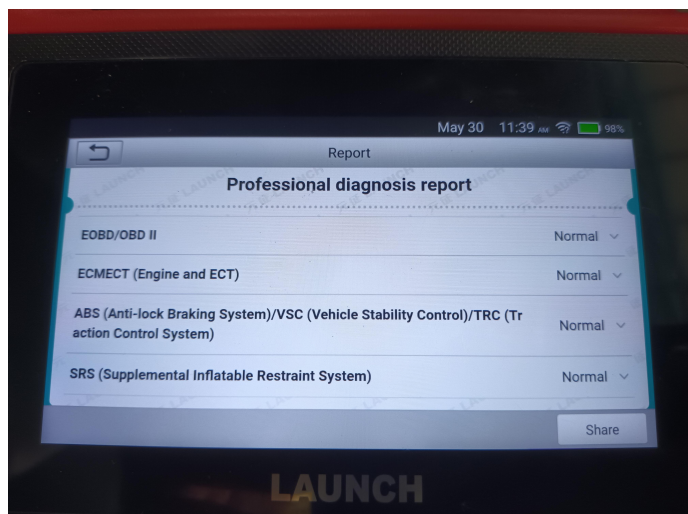 May 30 11:39 AM 98%
Report
Professional diagnosis report
EOBD/OBD II Normal
ECMECT (Engine and ECT) Normal
ABS (Anti-lock Braking System)/VSC (Vehicle Stability Control)/TRC (Tr
action Control System) Normal
SRS (Supplemental Inflatable Restraint System) Normal
Share
LAUNCH